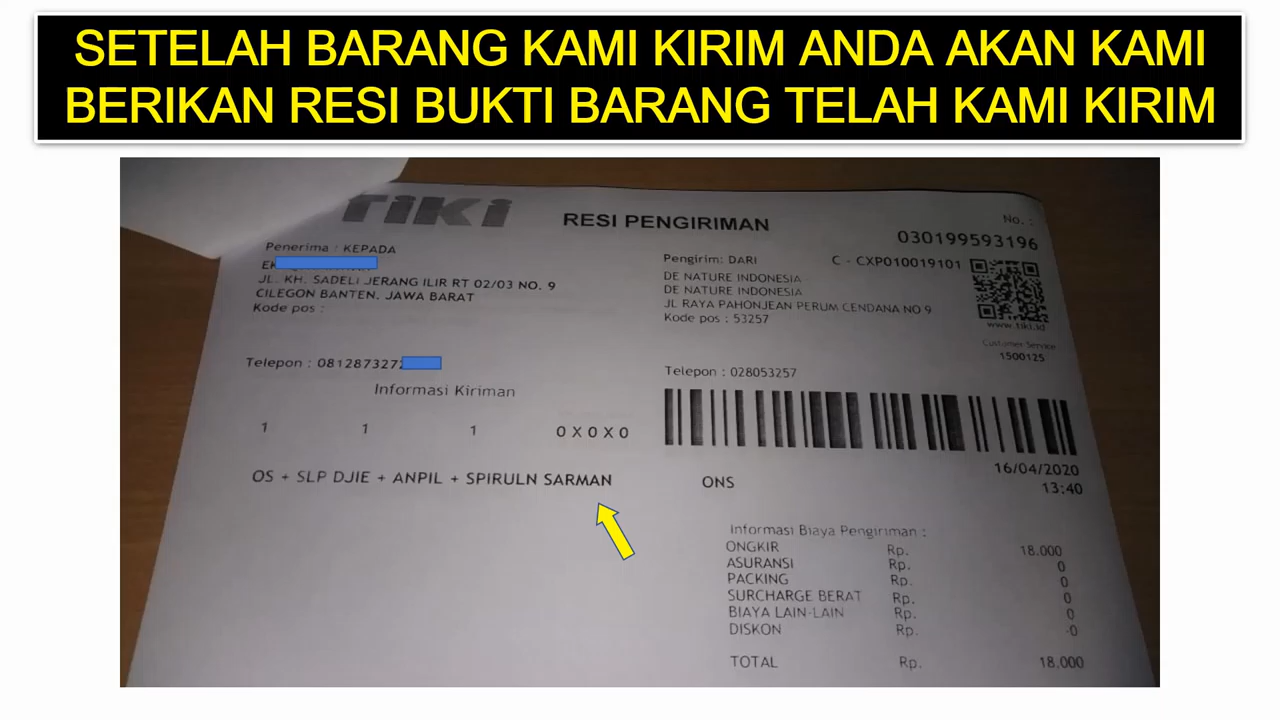 SETELAH BARANG KAMI KIRIM ANDA AKAN KAMI
BERIKAN RESI BUKTI BARANG TELAH KAMI KIRIM
TIKI
RESI PENGIRIMAN
No. :
030199593196
Penerima : KEPADA
JL. KH. SADELI JERANG ILIR RT 02/03 NO. 9
CILEGON BANTEN, JAWA BARAT
Kode pos :
Telepon : 0812873272
Pengirim: DARI
C - CXP010019101
DE NATURE INDONESIA
DE NATURE INDONESIA
JL RAYA PAHONJEAN PERUM CENDANA NO 9
Kode pos : 53257
www.tiki.id
Customer Service
1500125
Telepon : 028053257
Informasi Kiriman
1 1 1 0 X 0 X 0
OS + SLP DJIE + ANPIL + SPIRULN SARMAN
16/04/2020
13:40
ONS
Informasi Biaya Pengiriman :
ONGKIR Rp. 18.000
ASURANSI Rp. 0
PACKING Rp. 0
SURCHARGE BERAT Rp. 0
BIAYA LAIN-LAIN Rp. 0
DISKON Rp. -0
TOTAL Rp. 18.000